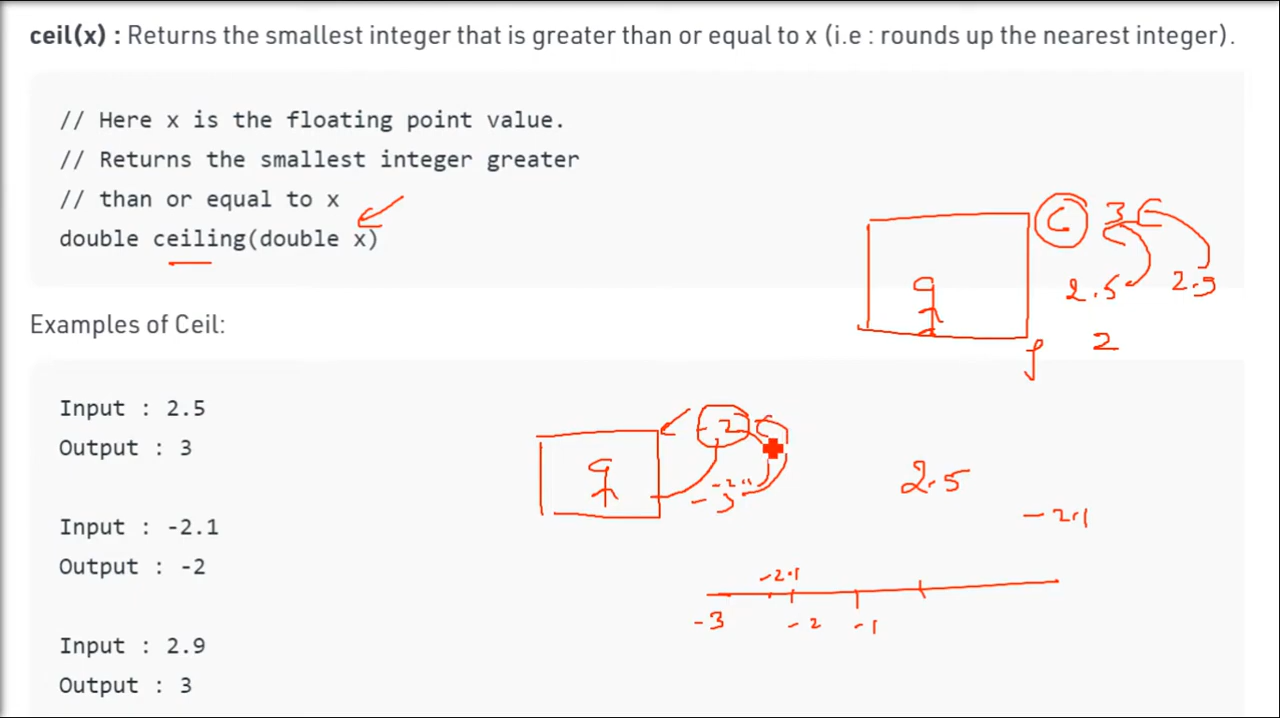 ceil(x) : Returns the smallest integer that is greater than or equal to x (i.e : rounds up the nearest integer).
// Here x is the floating point value.
// Returns the smallest integer greater
// than or equal to x
double ceiling(double x)
C 3
2.5 2.9
f 2
Examples of Ceil:
Input : 2.5
Output : 3
-2
-3
2.5
-2.1
Input : -2.1
Output : -2
-2.1
-3 -2 -1
Input : 2.9
Output : 3